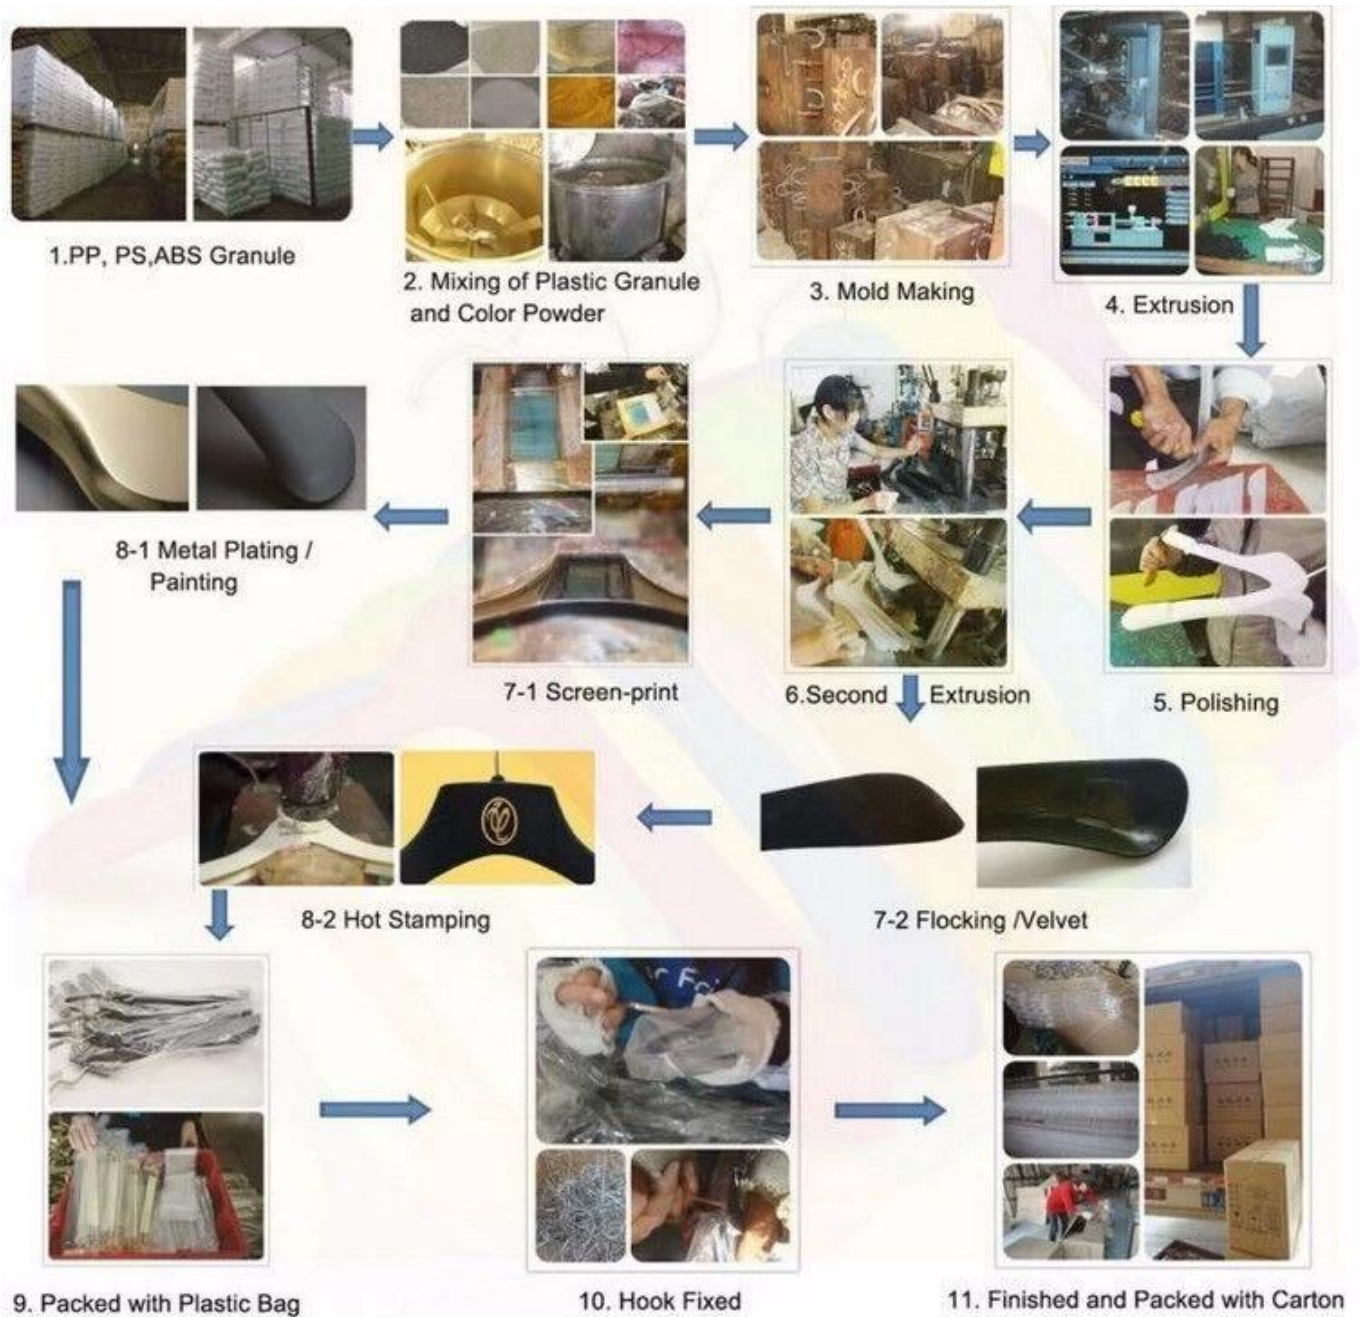 1.PP, PS,ABS Granule
2. Mixing of Plastic Granule
and Color Powder
3. Mold Making
4. Extrusion
8-1 Metal Plating /
Painting
7-1 Screen-print
6.Second Extrusion
5. Polishing
8-2 Hot Stamping
7-2 Flocking /Velvet
9. Packed with Plastic Bag
10. Hook Fixed
11. Finished and Packed with Carton